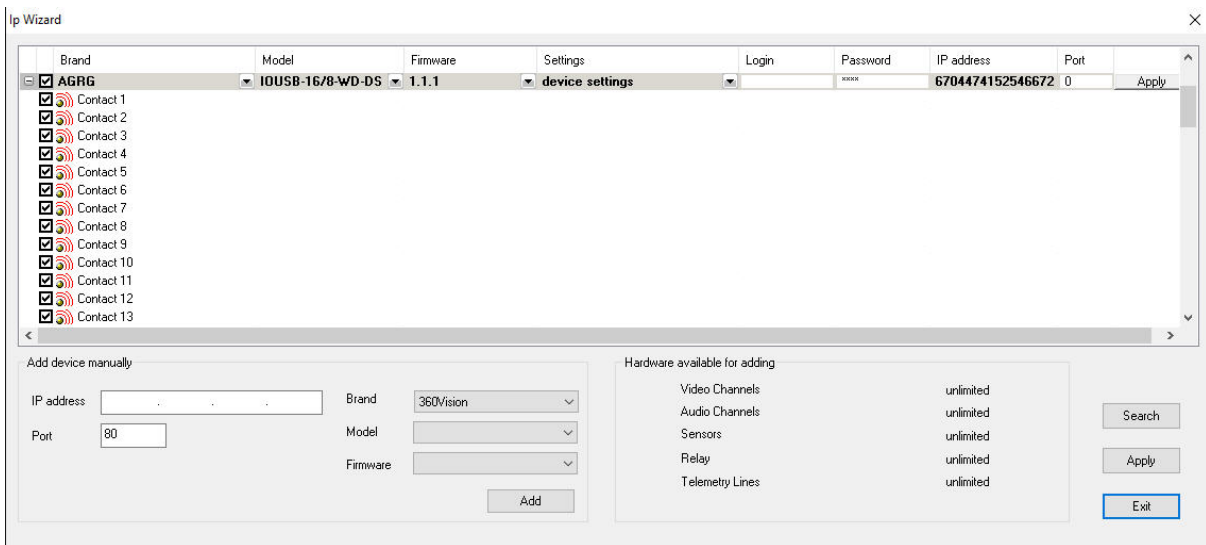 Ip Wizard
Brand Model Firmware Settings Login Password IP address Port
AGRG IOUSB-16/8-WD-DS 1.1.1 device settings **** 6704474152546672 0 Apply
Contact 1
Contact 2
Contact 3
Contact 4
Contact 5
Contact 6
Contact 7
Contact 8
Contact 9
Contact 10
Contact 11
Contact 12
Contact 13
Add device manually
IP address . . .
Port 80
Brand 360Vision
Model
Firmware
Add
Hardware available for adding
Video Channels unlimited
Audio Channels unlimited
Sensors unlimited
Relay unlimited
Telemetry Lines unlimited
Search
Apply
Exit